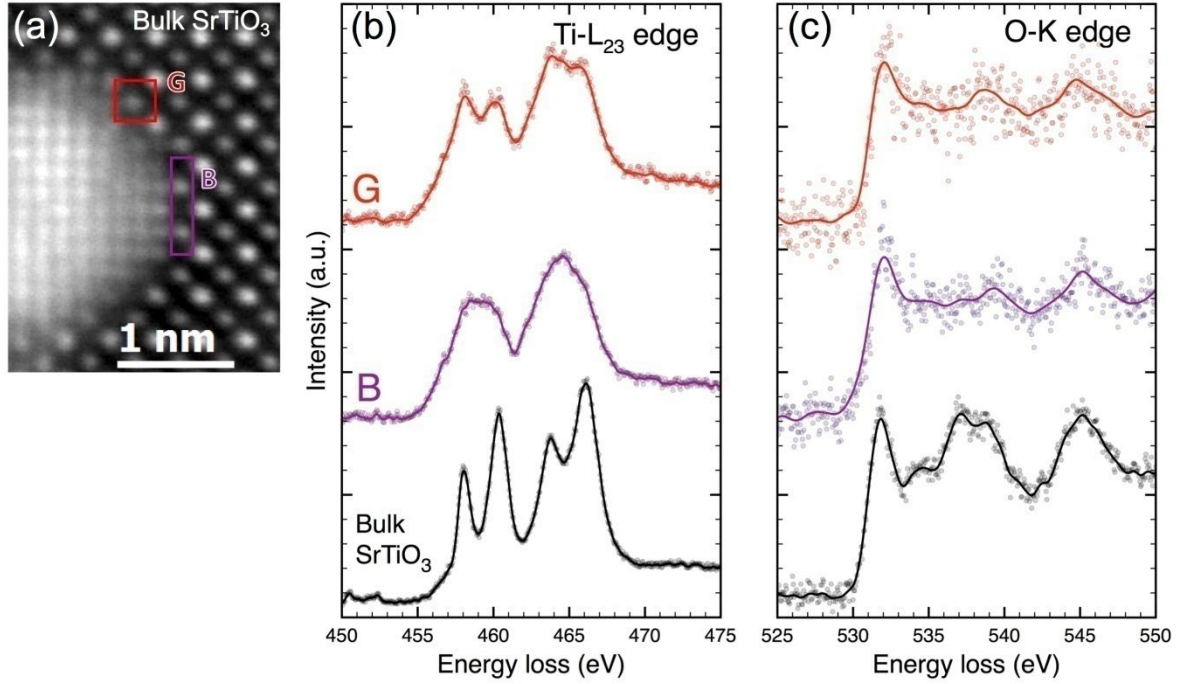 (a)
Bulk SrTiO3
G
B
1 nm
(b)
Ti-L23 edge
G
B
Bulk
SrTiO3
Intensity (a.u.)
450 455 460 465 470 475
Energy loss (eV)
(c)
O-K edge
525 530 535 540 545 550
Energy loss (eV)